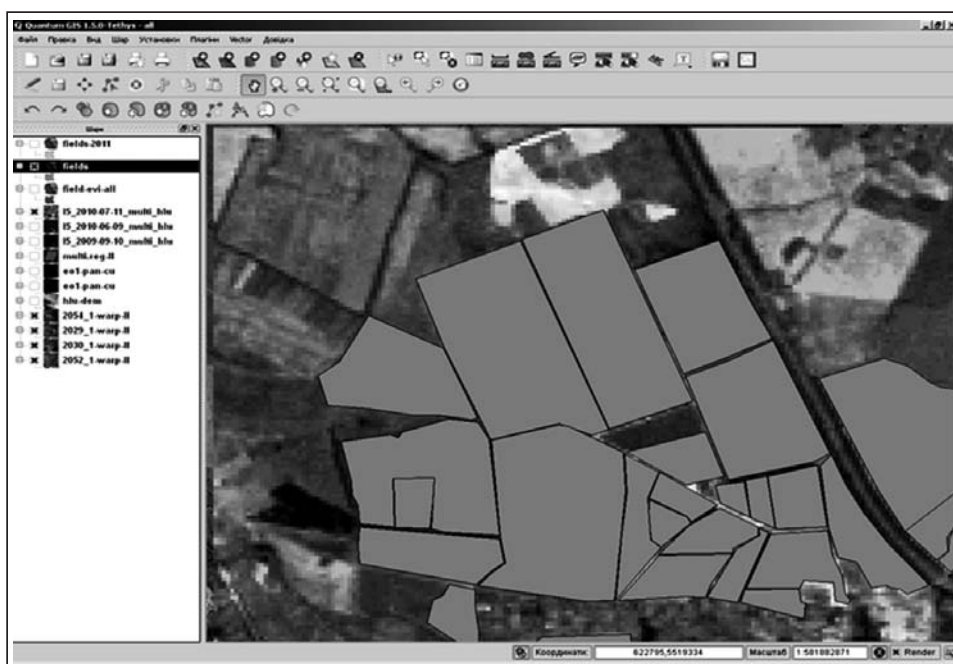 Quantum GIS 1.5.0-Tethys - all
Файл Правка Вид Шар Установки Плагіни Vector Довідка
Шари
fields-2011
fields
field-evi-all
l5_2010-07-11_multi_hlu
l5_2010-06-09_multi_hlu
l5_2009-09-10_multi_hlu
multi-reg-ll
eo1-pan-cu
eo1-pan-cu
hlu-dem
2054_1-warp-ll
2029_1-warp-ll
2030_1-warp-ll
2052_1-warp-ll
Координати: 622795,5519334 Масштаб 1:581882871 Render